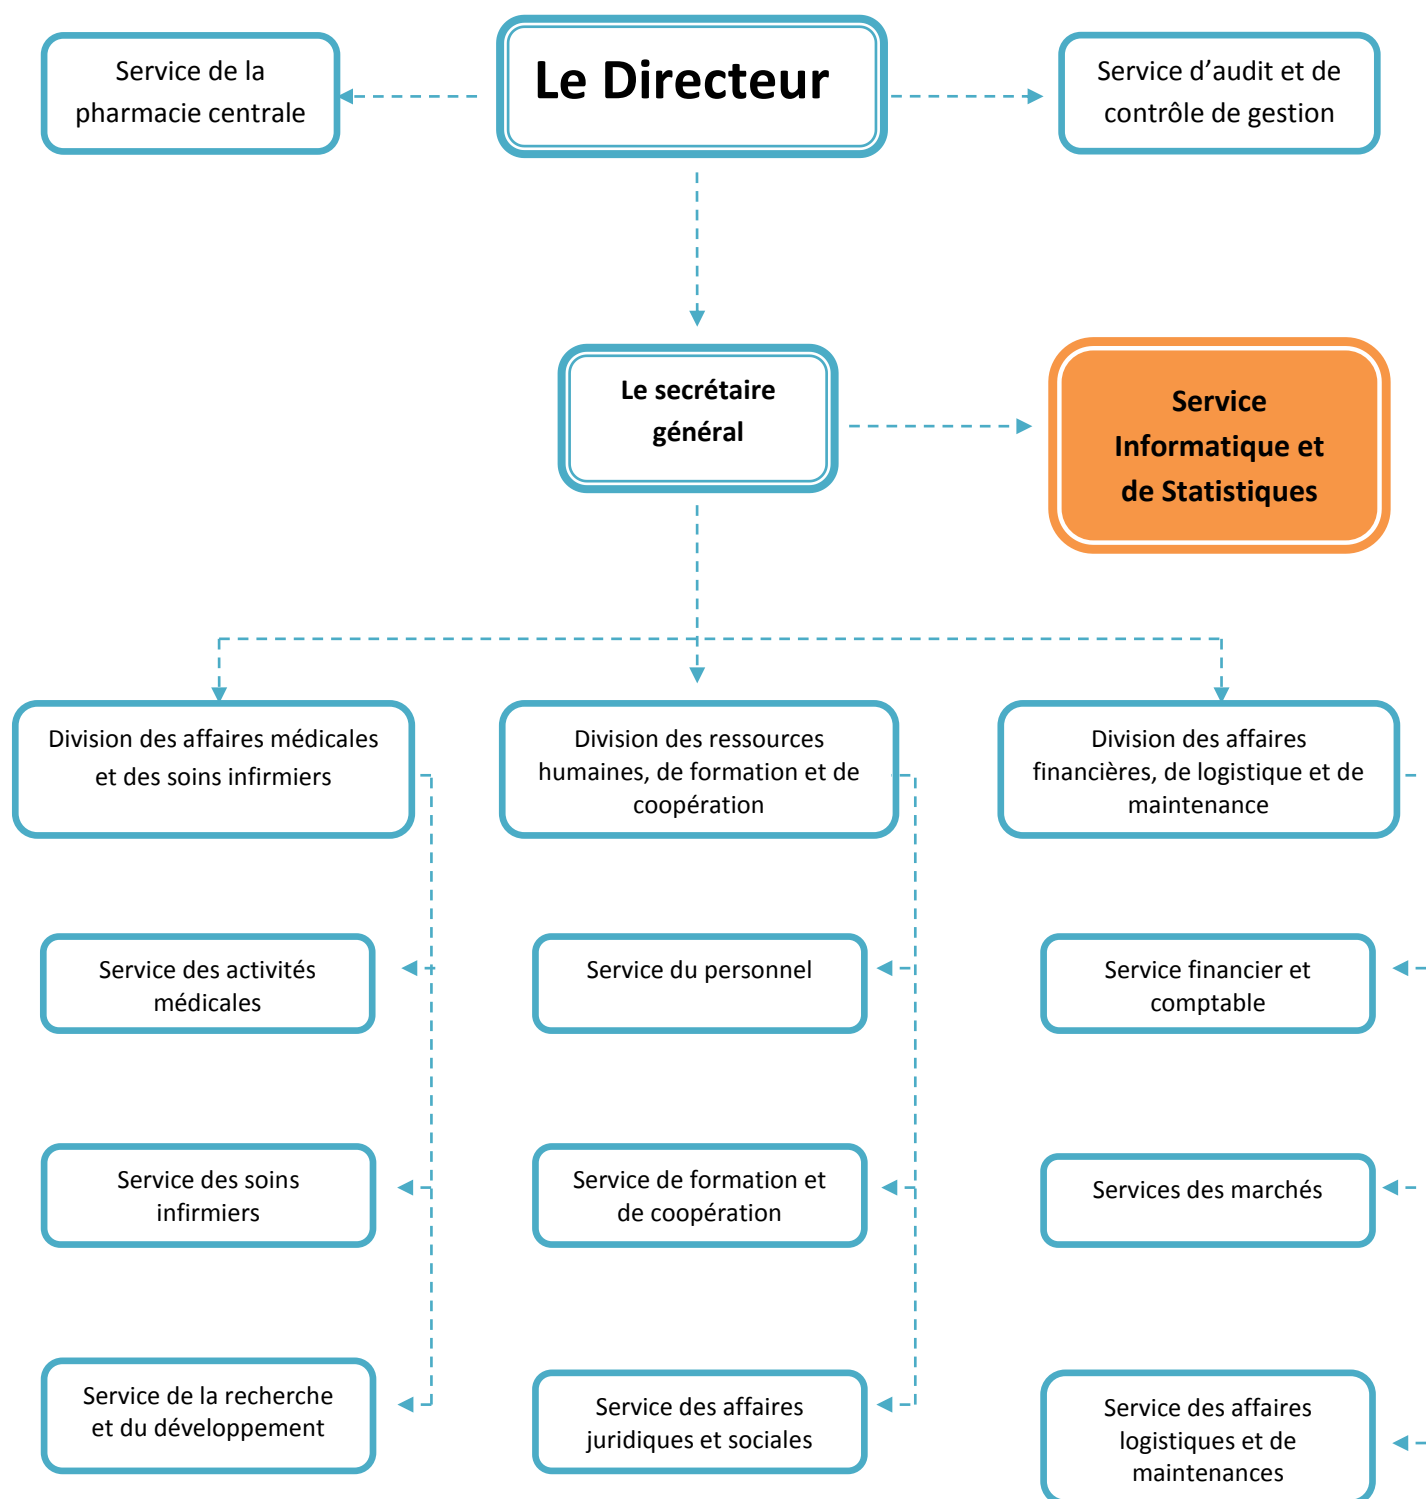 Service de la
pharmacie centrale
Le Directeur
Service d’audit et de
contrôle de gestion
Le secrétaire
général
Service
Informatique et
de Statistiques
Division des affaires médicales
et des soins infirmiers
Division des ressources
humaines, de formation et de
coopération
Division des affaires
financières, de logistique et de
maintenance
Service des activités
médicales
Service du personnel
Service financier et
comptable
Service des soins
infirmiers
Service de formation et
de coopération
Services des marchés
Service de la recherche
et du développement
Service des affaires
juridiques et sociales
Service des affaires
logistiques et de
maintenances